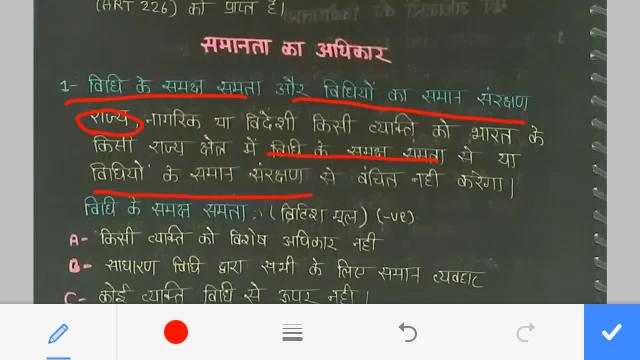 (ART 226) को प्राप्त है।
समानता का अधिकार
1- विधि के समक्ष समता और विधियों का समान संरक्षण
राज्य, नागरिक या विदेशी किसी व्यक्ति को भारत के
किसी राज्य क्षेत्र में विधि के समक्ष समता से या
विधियों के समान संरक्षण से वंचित नहीं करेगा।
विधि के समक्ष समता :- (ब्रिटिश मूल) (-ve)
A- किसी व्यक्ति को विशेष अधिकार नहीं
B- साधारण विधि द्वारा सभी के लिए समान व्यवहार
C- कोई व्यक्ति विधि से ऊपर नहीं।